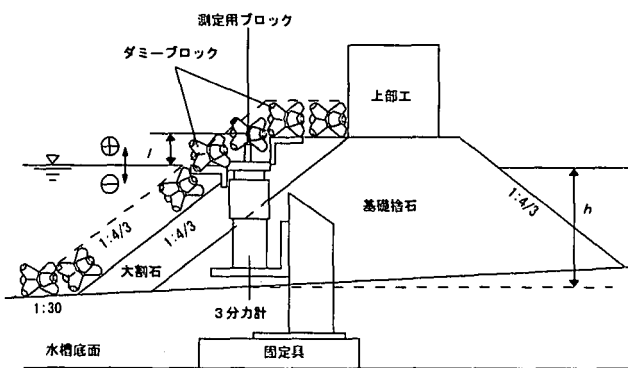 測定用ブロック
ダミーブロック
上部工
l
⊕
⊖
1:4/3
1:4/3
基礎捨石
1:4/3
h
大割石
1:30
3分力計
水槽底面
固定具